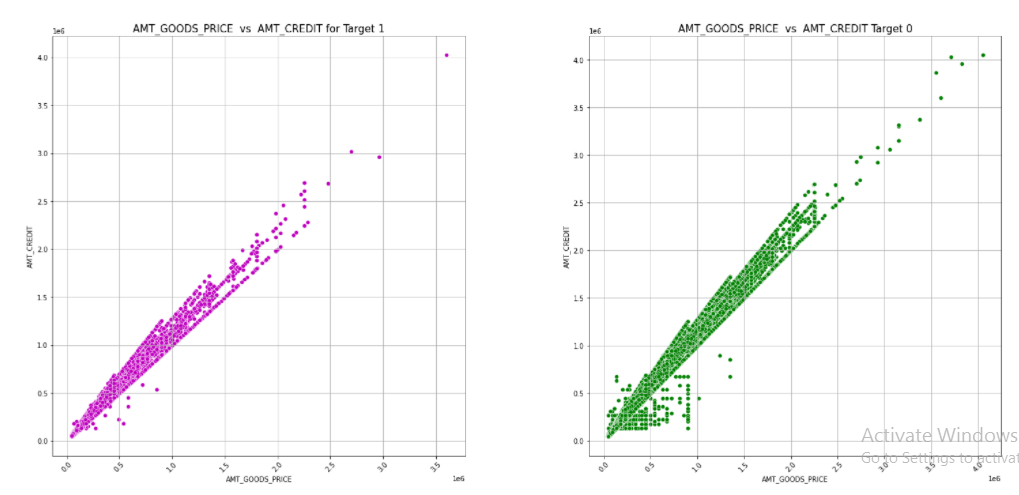 AMT_GOODS_PRICE vs AMT_CREDIT for Target 1
1e6
4.0
3.5
3.0
2.5
2.0
1.5
1.0
0.5
0.0
AMT_CREDIT
0.0 0.5 1.0 1.5 2.0 2.5 3.0 3.5
AMT_GOODS_PRICE
1e6
AMT_GOODS_PRICE vs AMT_CREDIT Target 0
1e6
4.0
3.5
3.0
2.5
2.0
1.5
1.0
0.5
0.0
AMT_CREDIT
0.0 0.5 1.0 1.5 2.0 2.5 3.0 3.5 4.0
AMT_GOODS_PRICE
1e6
Activate Windows
Go to Settings to activat